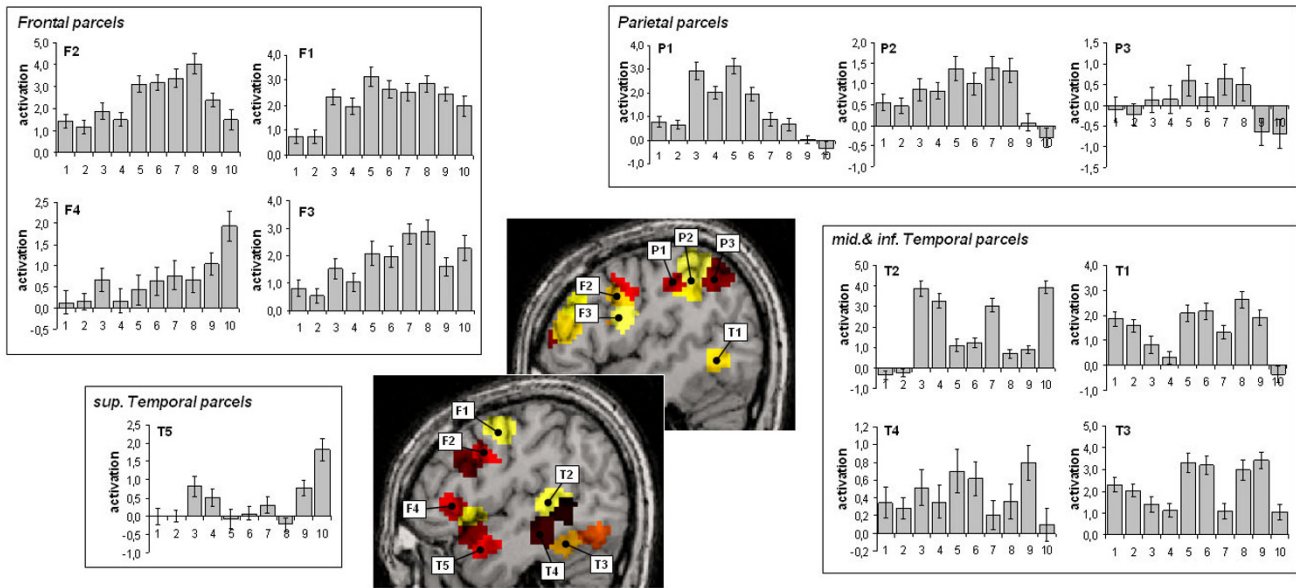 Frontal parcels
F2
activation
5,0
4,0
3,0
2,0
1,0
0,0
1 2 3 4 5 6 7 8 9 10
F1
activation
4,0
3,0
2,0
1,0
0,0
1 2 3 4 5 6 7 8 9 10
F4
activation
2,5
2,0
1,5
1,0
0,5
0,0
-0,5
1 2 3 4 5 6 7 8 9 10
F3
activation
4,0
3,0
2,0
1,0
0,0
1 2 3 4 5 6 7 8 9 10
Parietal parcels
P1
activation
4,0
3,0
2,0
1,0
0,0
-1,0
1 2 3 4 5 6 7 8 9 10
P2
activation
2,0
1,5
1,0
0,5
0,0
-0,5
1 2 3 4 5 6 7 8 9 10
P3
activation
1,5
1,0
0,5
0,0
-0,5
-1,0
-1,5
1 2 3 4 5 6 7 8 9 10
P1
P2
P3
F2
F3
T1
F1
F2
T2
F4
T5
T4
T3
sup. Temporal parcels
T5
activation
2,5
2,0
1,5
1,0
0,5
0,0
-0,5
-1,0
1 2 3 4 5 6 7 8 9 10
mid.& inf. Temporal parcels
T2
activation
5,0
4,0
3,0
2,0
1,0
0,0
-1,0
1 2 3 4 5 6 7 8 9 10
T1
activation
4,0
3,0
2,0
1,0
0,0
-1,0
1 2 3 4 5 6 7 8 9 10
T4
activation
1,2
1,0
0,8
0,6
0,4
0,2
0,0
-0,2
1 2 3 4 5 6 7 8 9 10
T3
activation
5,0
4,0
3,0
2,0
1,0
0,0
1 2 3 4 5 6 7 8 9 10